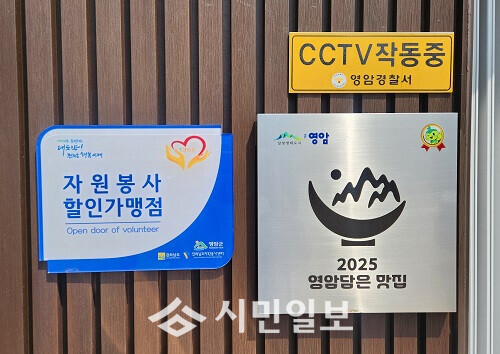 CCTV작동중
영암경찰서
자원봉사
할인가맹점
Open door of volunteer
영암
2025
영암담은 맛집
시민일보